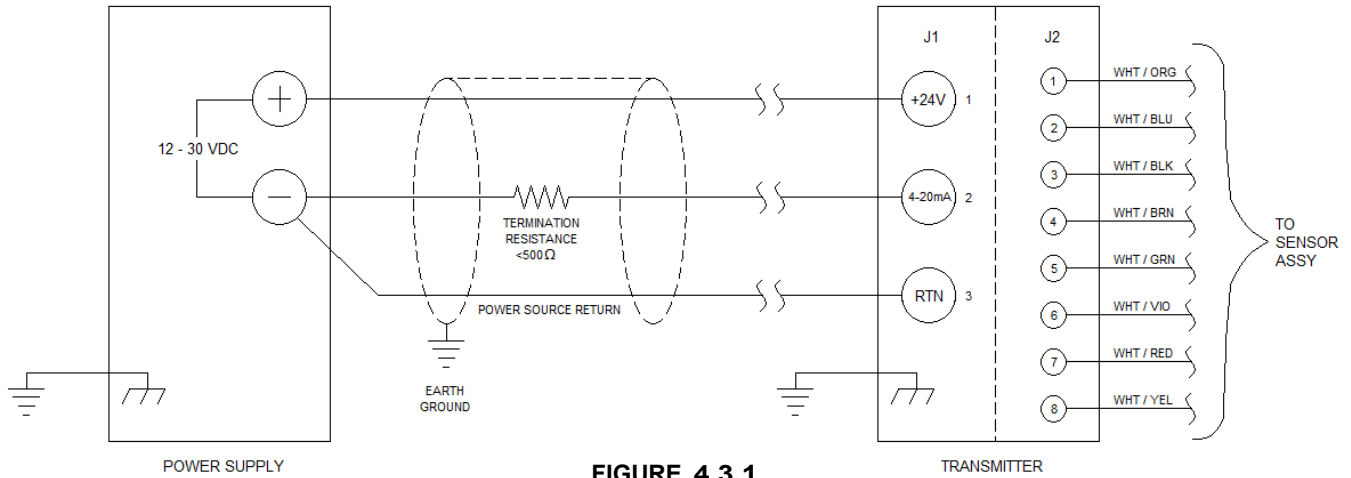 12 - 30 VDC
+
−
POWER SUPPLY
TERMINATION
RESISTANCE
<500Ω
POWER SOURCE RETURN
EARTH
GROUND
J1
J2
+24V 1
4-20mA 2
RTN 3
1 WHT / ORG
2 WHT / BLU
3 WHT / BLK
4 WHT / BRN
5 WHT / GRN
6 WHT / VIO
7 WHT / RED
8 WHT / YEL
TO
SENSOR
ASSY
TRANSMITTER
FIGURE 4.3.1